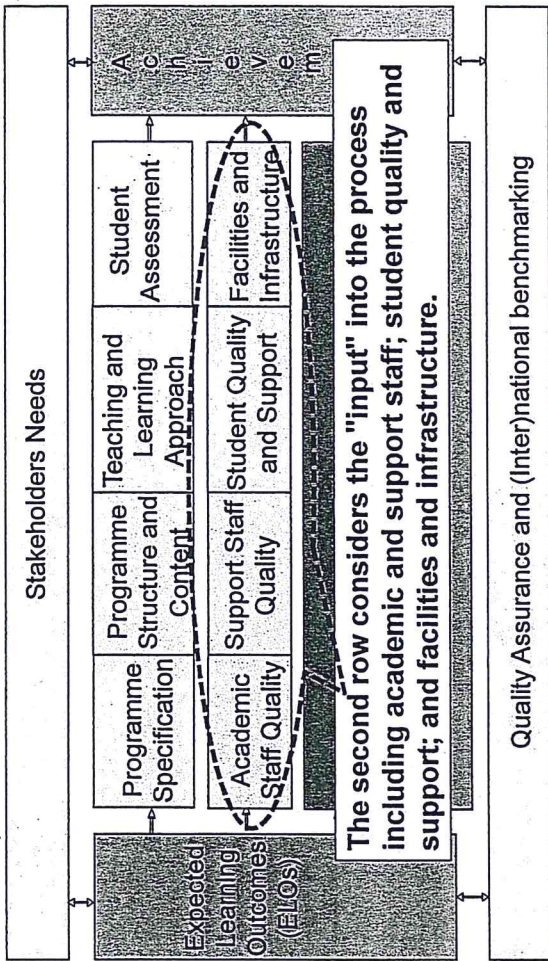 Stakeholders Needs
Expected
Learning
Outcomes
(ELOs)
Programme
Specification
Programme
Structure and
Content
Teaching and
Learning
Approach
Student
Assessment
Academic
Staff Quality
Support Staff
Quality
Student Quality
and Support
Facilities and
Infrastructure
A
c
h
i
e
v
e
m
The second row considers the "input" into the process
including academic and support staff; student quality and
support; and facilities and infrastructure.
Quality Assurance and (Inter)national benchmarking